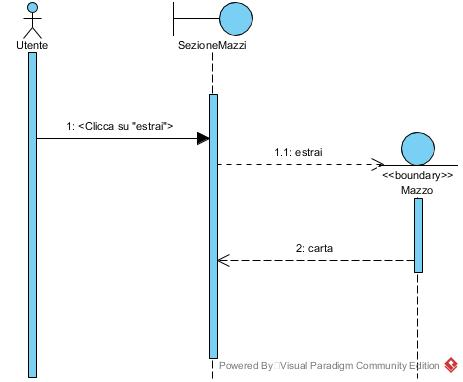 Utente
SezioneMazzi
1: <Clicca su "estrai">
1.1: estrai
<<boundary>>
Mazzo
2: carta
Powered By Visual Paradigm Community Edition